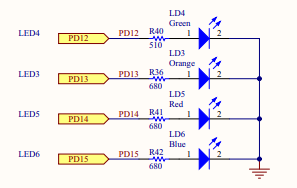 LD4
Green
LED4 PD12 PD12 R40 1 2
510
LD3
Orange
LED3 PD13 PD13 R36 1 2
680
LD5
Red
LED5 PD14 PD14 R41 1 2
680
LD6
Blue
LED6 PD15 PD15 R42 1 2
680